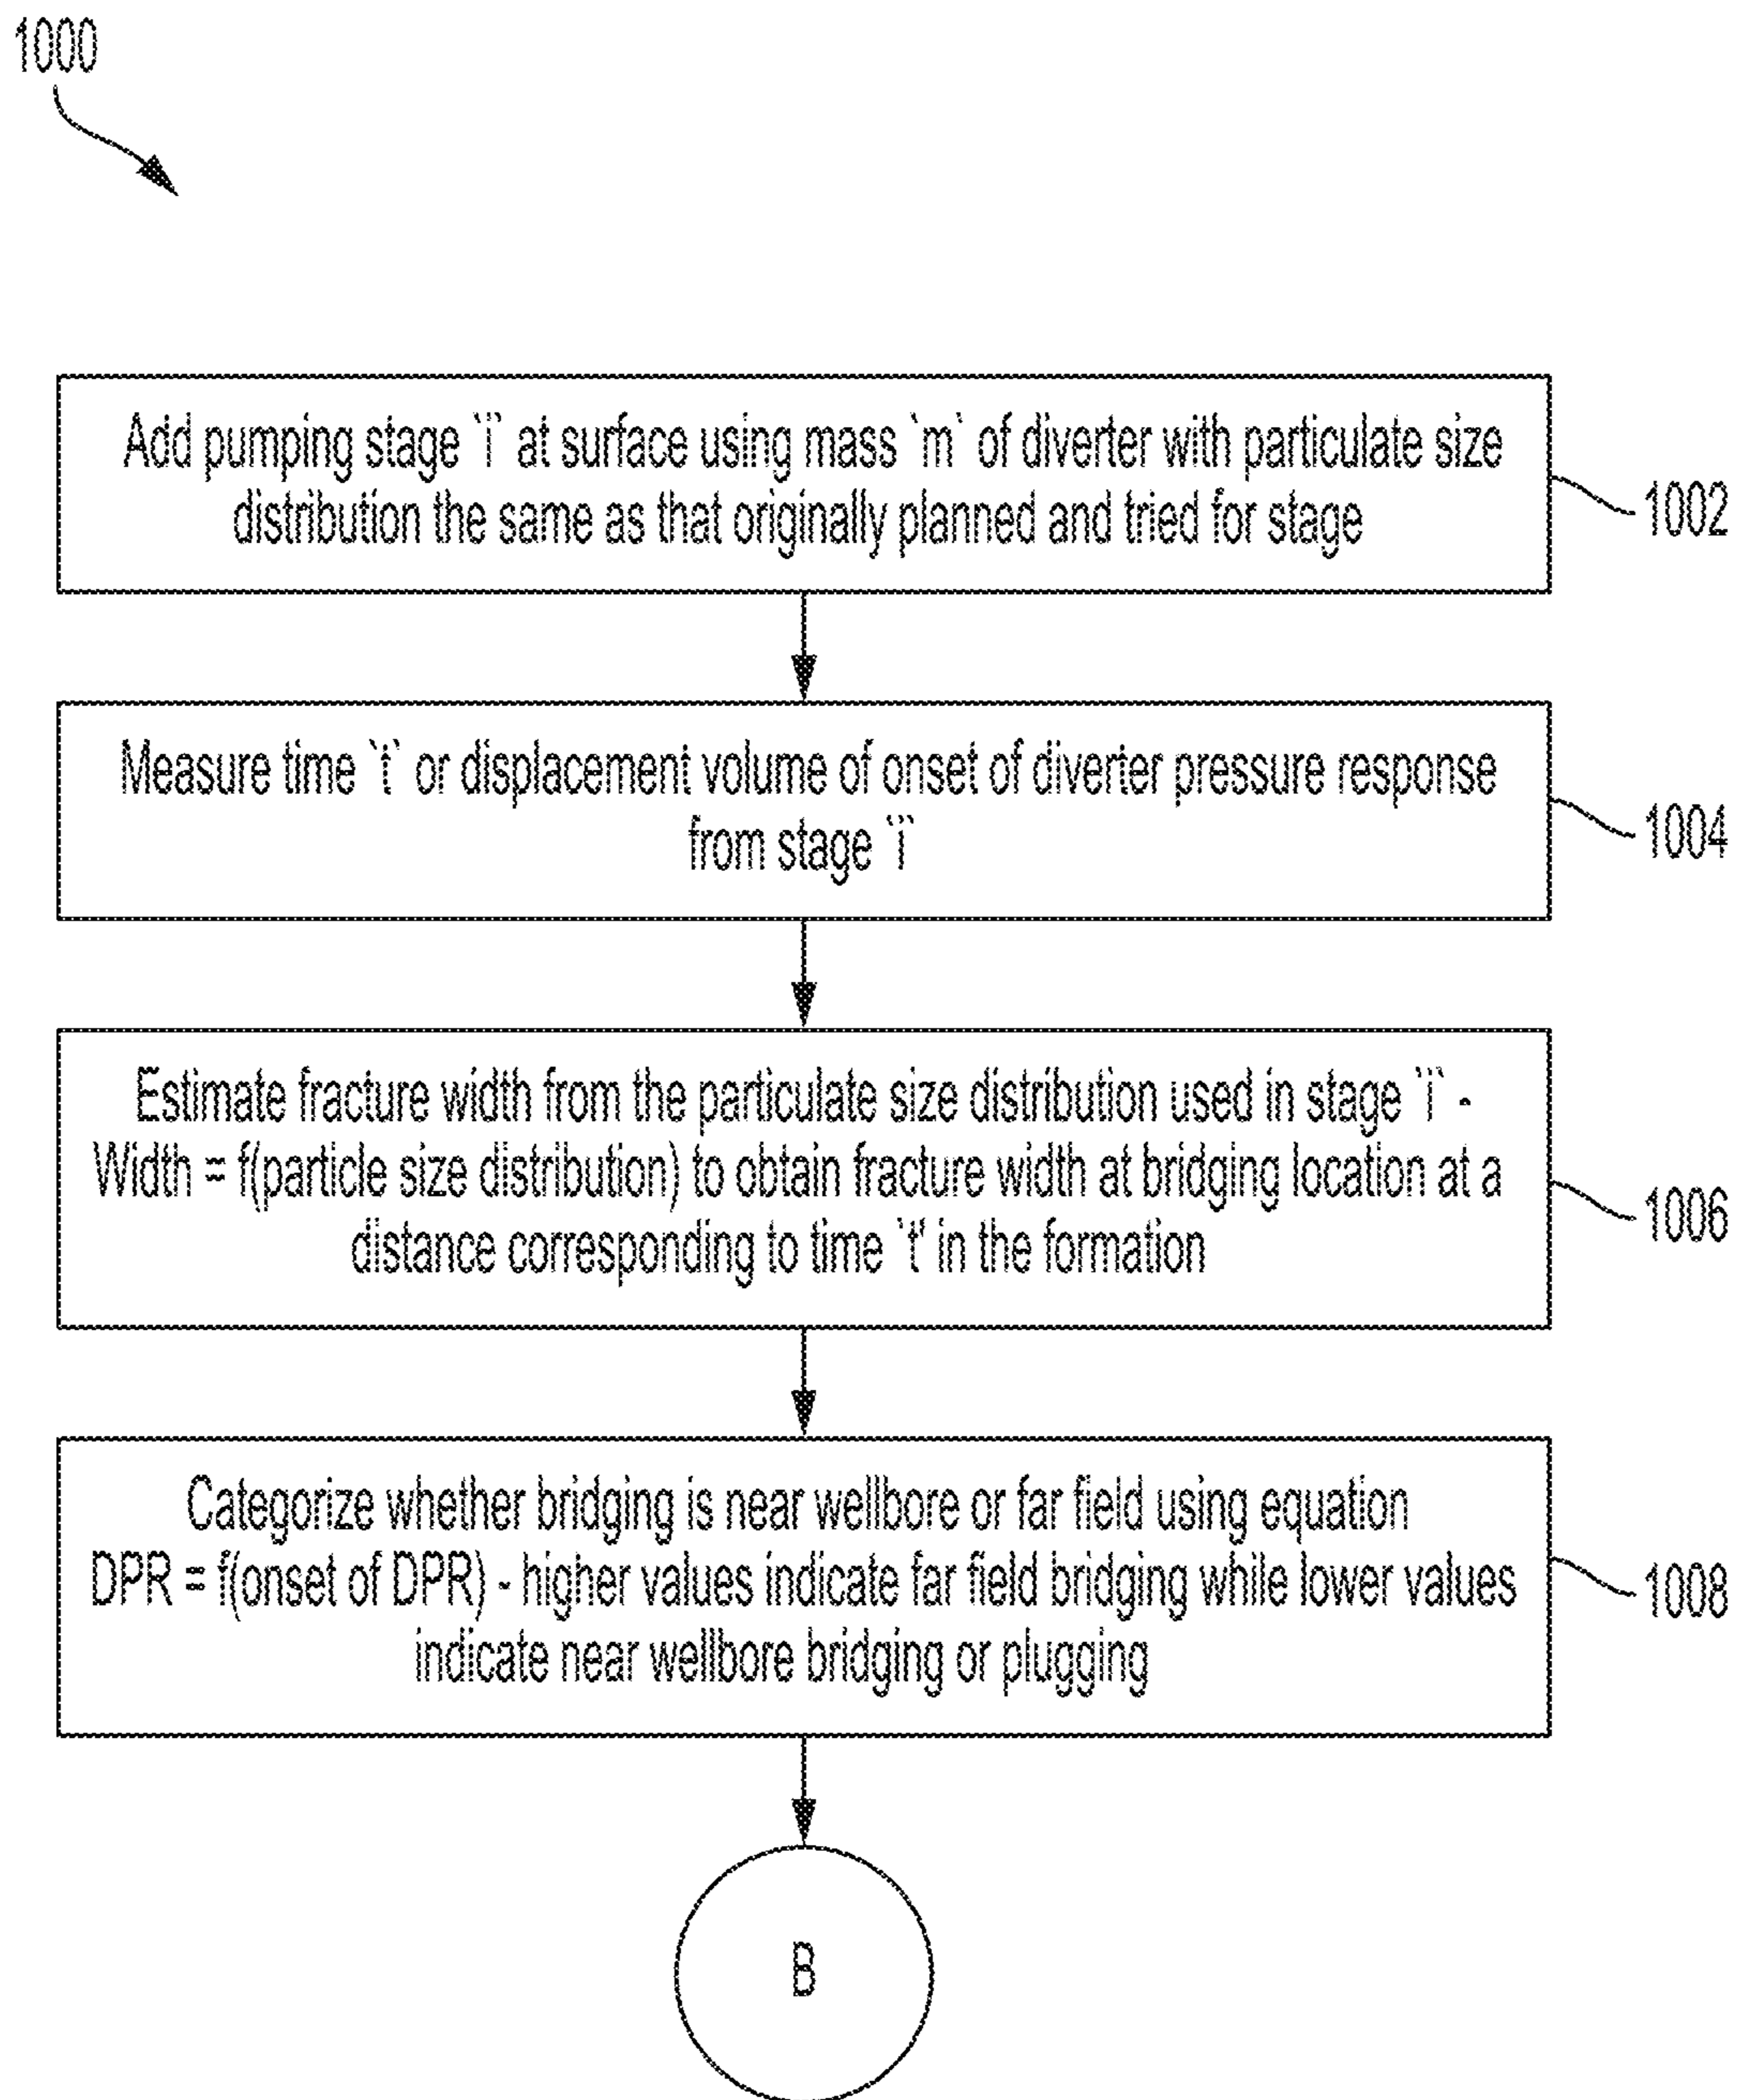 1000
Add pumping stage `i` at surface using mass `m` of diverter with particulate size
distribution the same as that originally planned and tried for stage
1002
Measure time `t` or displacement volume of onset of diverter pressure response
from stage `i`
1004
Estimate fracture width from the particulate size distribution used in stage `i` -
Width = f(particle size distribution) to obtain fracture width at bridging location at a
distance corresponding to time `t' in the formation
1006
Categorize whether bridging is near wellbore or far field using equation
DPR = f(onset of DPR) - higher values indicate far field bridging while lower values
indicate near wellbore bridging or plugging
1008
B